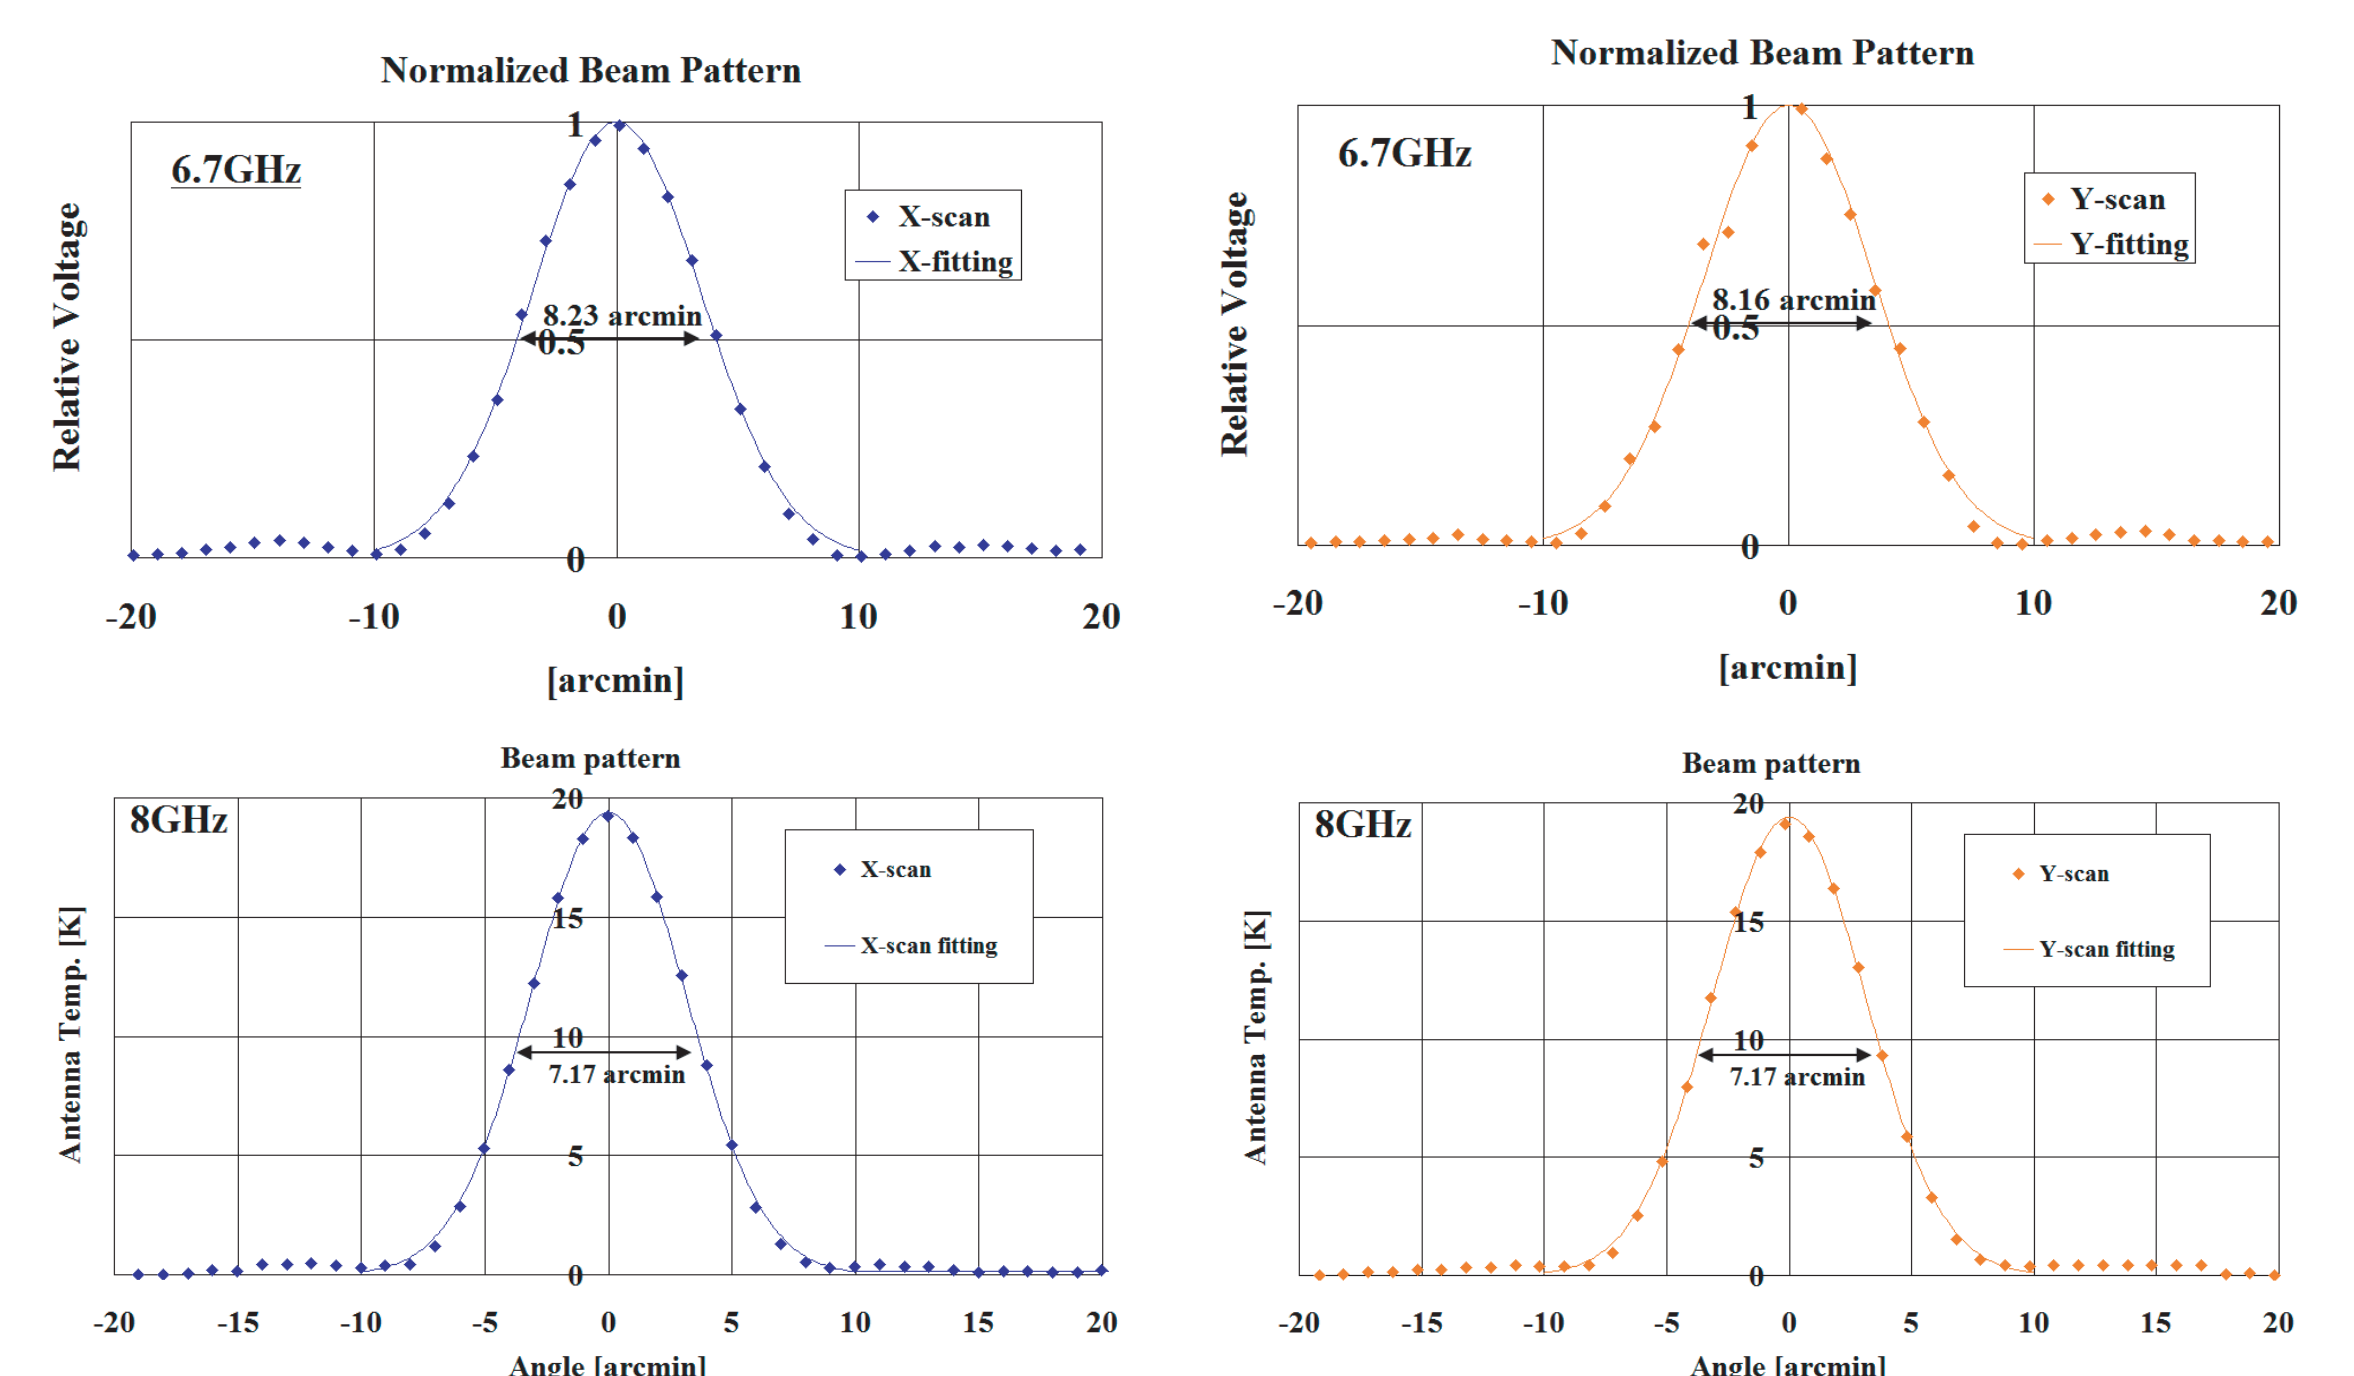 Normalized Beam Pattern
6.7GHz
Relative Voltage
1
0.5
0
8.23 arcmin
X-scan
X-fitting
-20 -10 0 10 20
[arcmin]
Normalized Beam Pattern
6.7GHz
Relative Voltage
1
0.5
0
8.16 arcmin
Y-scan
Y-fitting
-20 -10 0 10 20
[arcmin]
Beam pattern
8GHz
Antenna Temp. [K]
20
15
10
5
0
7.17 arcmin
X-scan
X-scan fitting
-20 -15 -10 -5 0 5 10 15 20
Angle [arcmin]
Beam pattern
8GHz
Antenna Temp. [K]
20
15
10
5
0
7.17 arcmin
Y-scan
Y-scan fitting
-20 -15 -10 -5 0 5 10 15 20
Angle [arcmin]